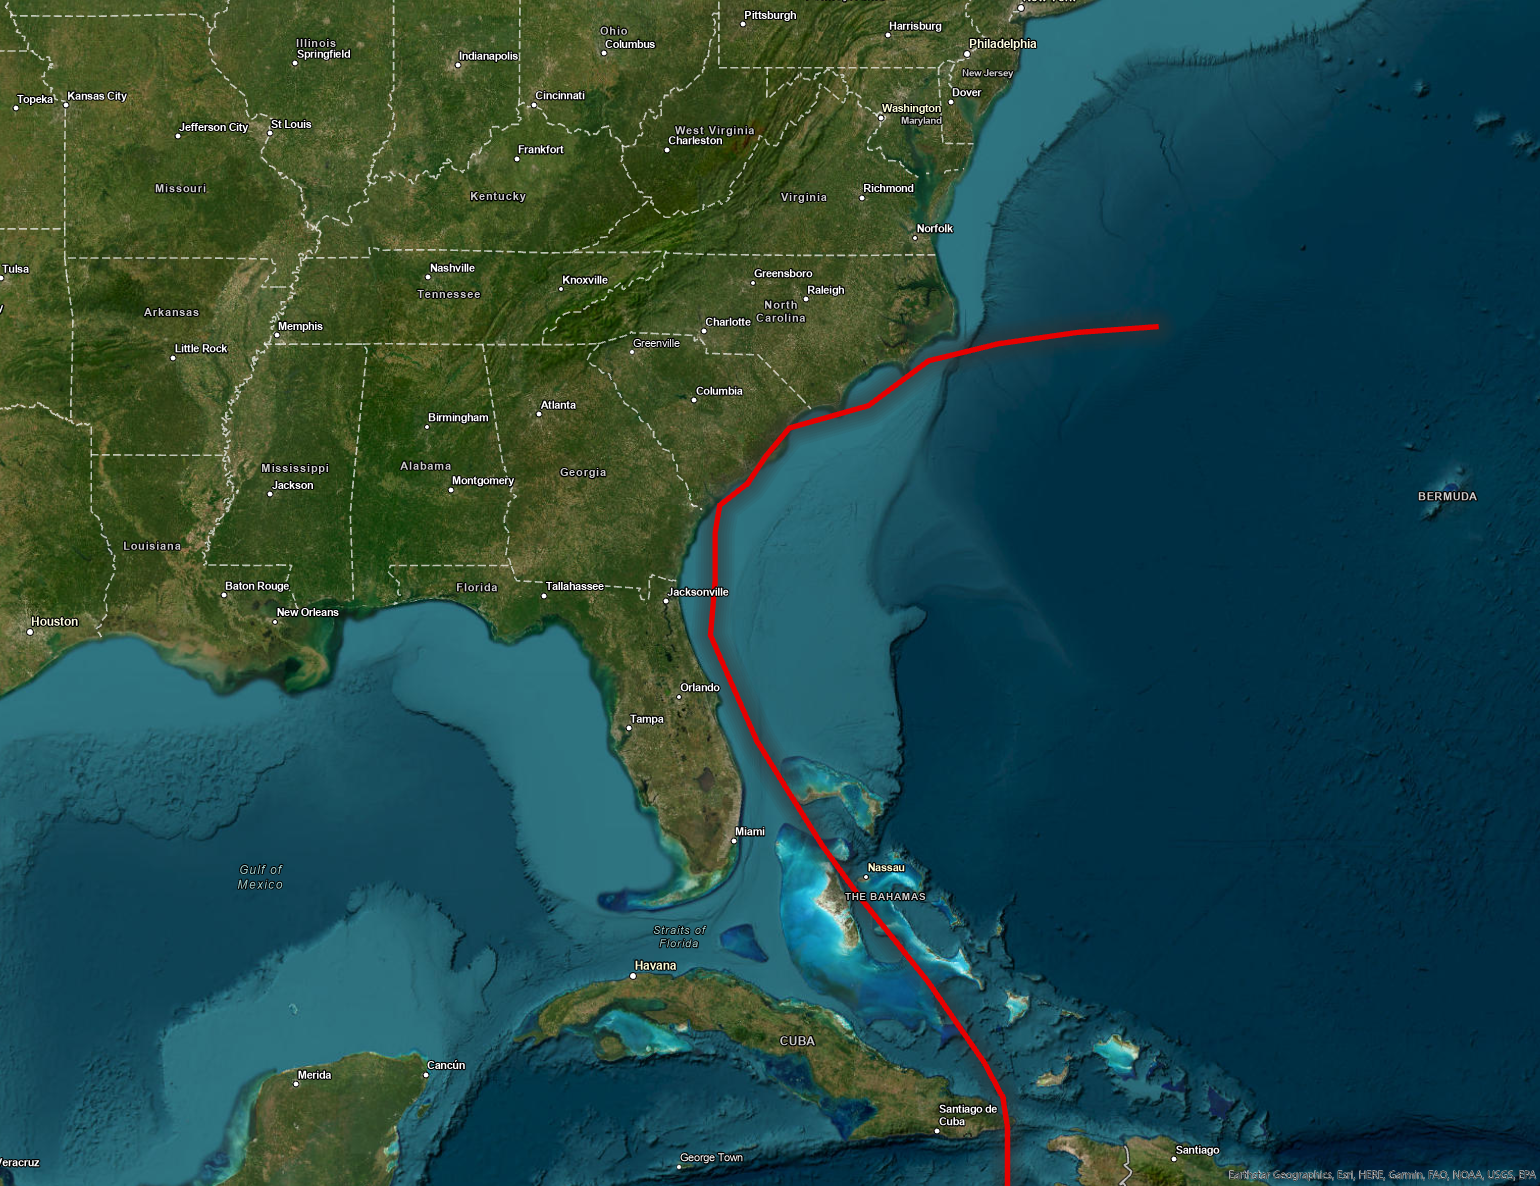 Pittsburgh
Harrisburg
Ohio
Columbus
Illinois
Springfield
Philadelphia
Indianapolis
New Jersey
Topeka
Kansas City
Cincinnati
Dover
Washington
Maryland
Jefferson City
St Louis
West Virginia
Charleston
Frankfort
Missouri
Kentucky
Virginia
Richmond
Norfolk
Tulsa
Nashville
Knoxville
Greensboro
Tennessee
Raleigh
North
Carolina
Arkansas
Memphis
Charlotte
Little Rock
Greenville
Columbia
Atlanta
Birmingham
Mississippi
Alabama
Georgia
Jackson
Montgomery
BERMUDA
Louisiana
Baton Rouge
Florida
Tallahassee
Jacksonville
New Orleans
Houston
Orlando
Tampa
Miami
Gulf of
Mexico
Nassau
THE BAHAMAS
Straits of
Florida
Havana
CUBA
Cancún
Merida
Santiago de
Cuba
Santiago
George Town
Veracruz
Earthstar Geographics, Esri, HERE, Garmin, FAO, NOAA, USGS, EPA